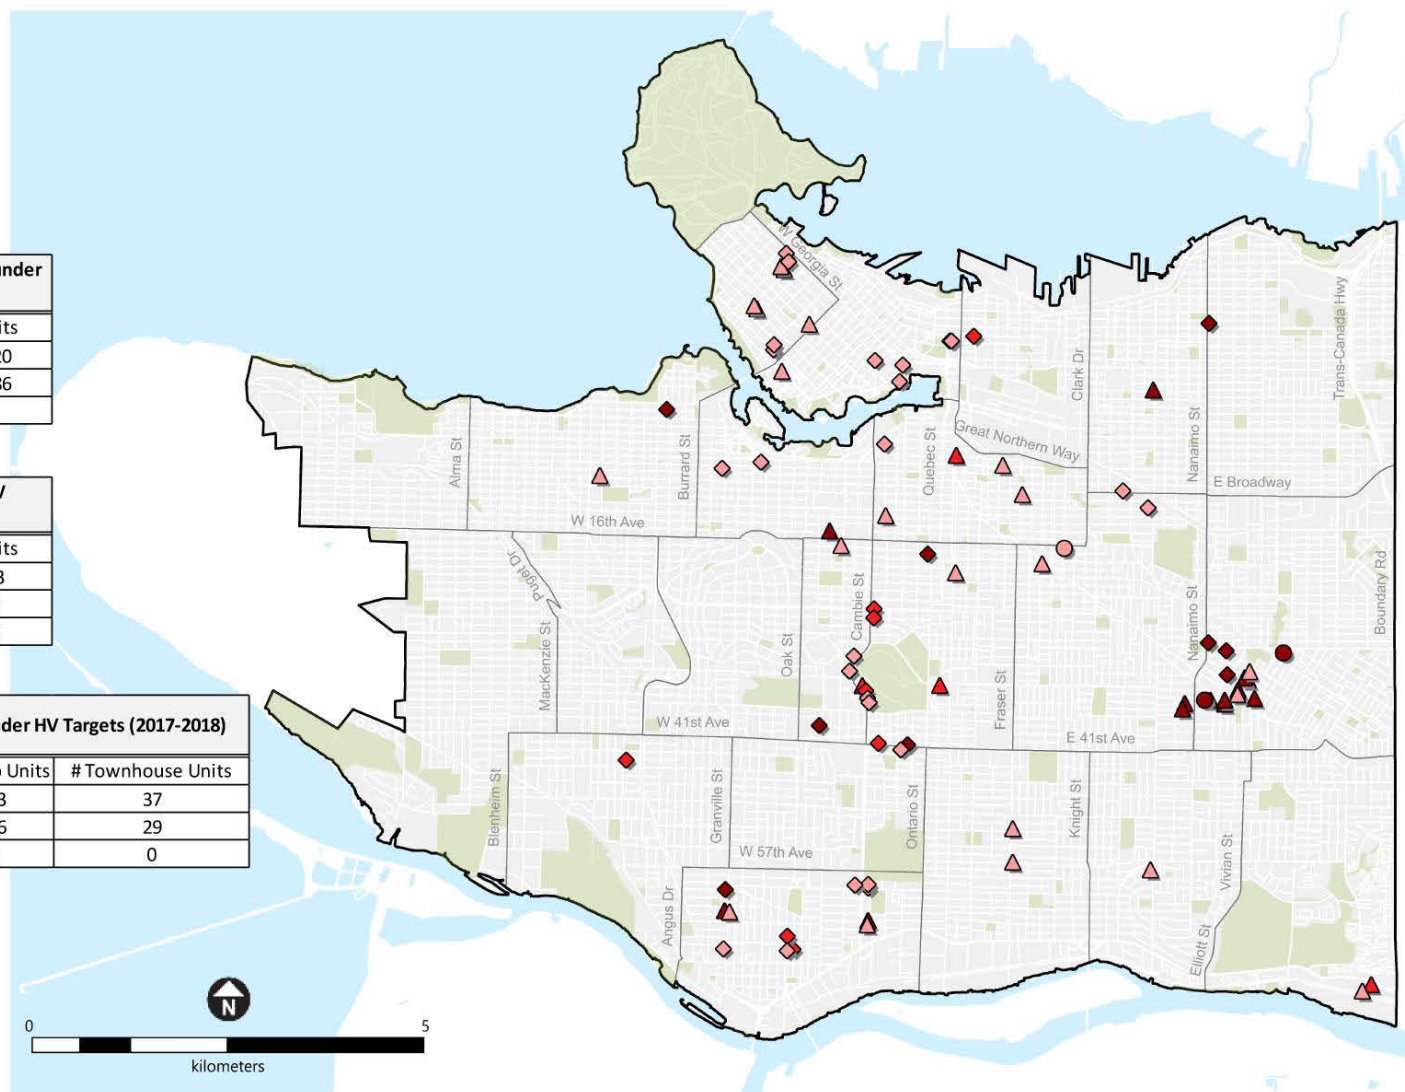 under
its
20
36
its
3
der HV Targets (2017-2018)
Units # Townhouse Units
3 37
6 29
0
W Georgia St
Trans-Canada Hwy
Clark Dr
Nanaimo St
Great Northern Way
Quebec St
Alma St
Burrard St
E Broadway
W 16th Ave
Puget Dr
Cambie St
Boundary Rd
MacKenzie St
Oak St
Nanaimo St
Fraser St
W 41st Ave
E 41st Ave
Blenheim St
Granville St
Ontario St
Knight St
W 57th Ave
Vivian St
Angus Dr
Elliott St
N
0 5
kilometers